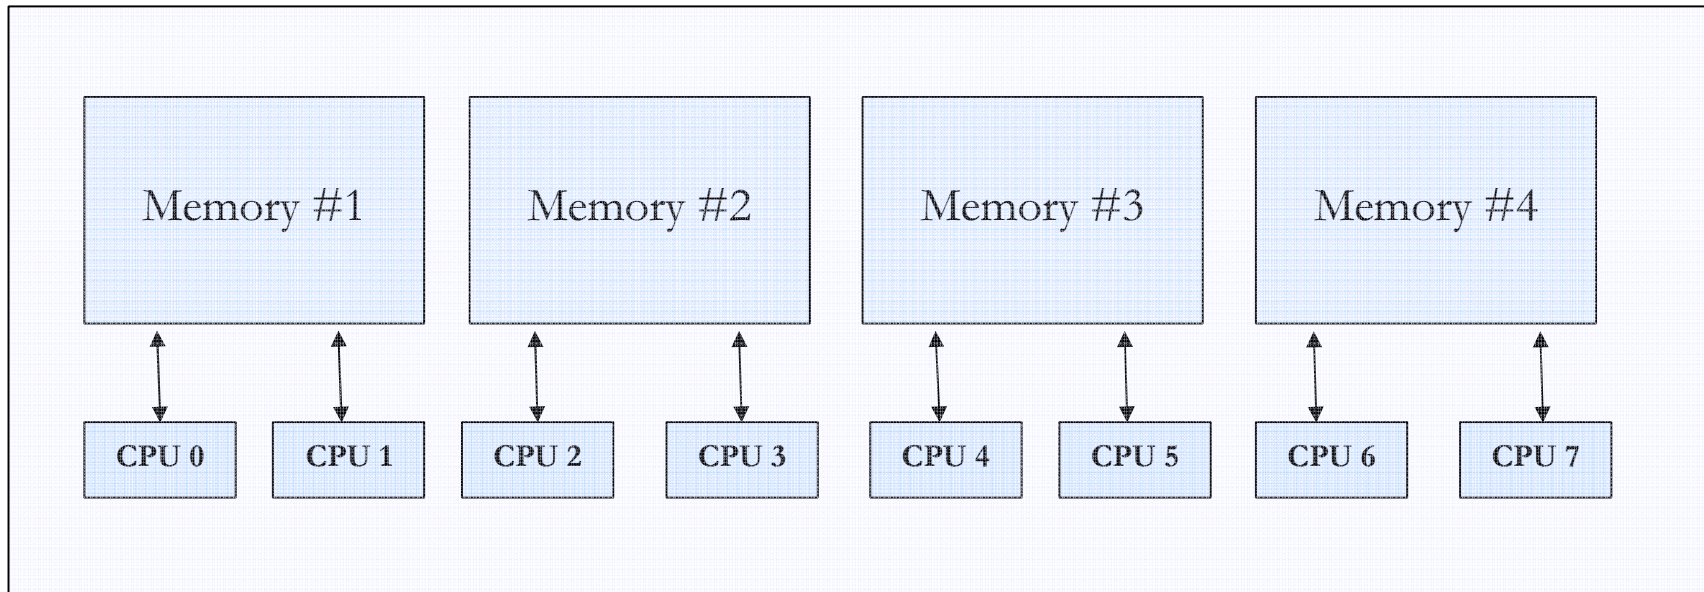 Memory #1 Memory #2 Memory #3 Memory #4
CPU 0 CPU 1 CPU 2 CPU 3 CPU 4 CPU 5 CPU 6 CPU 7